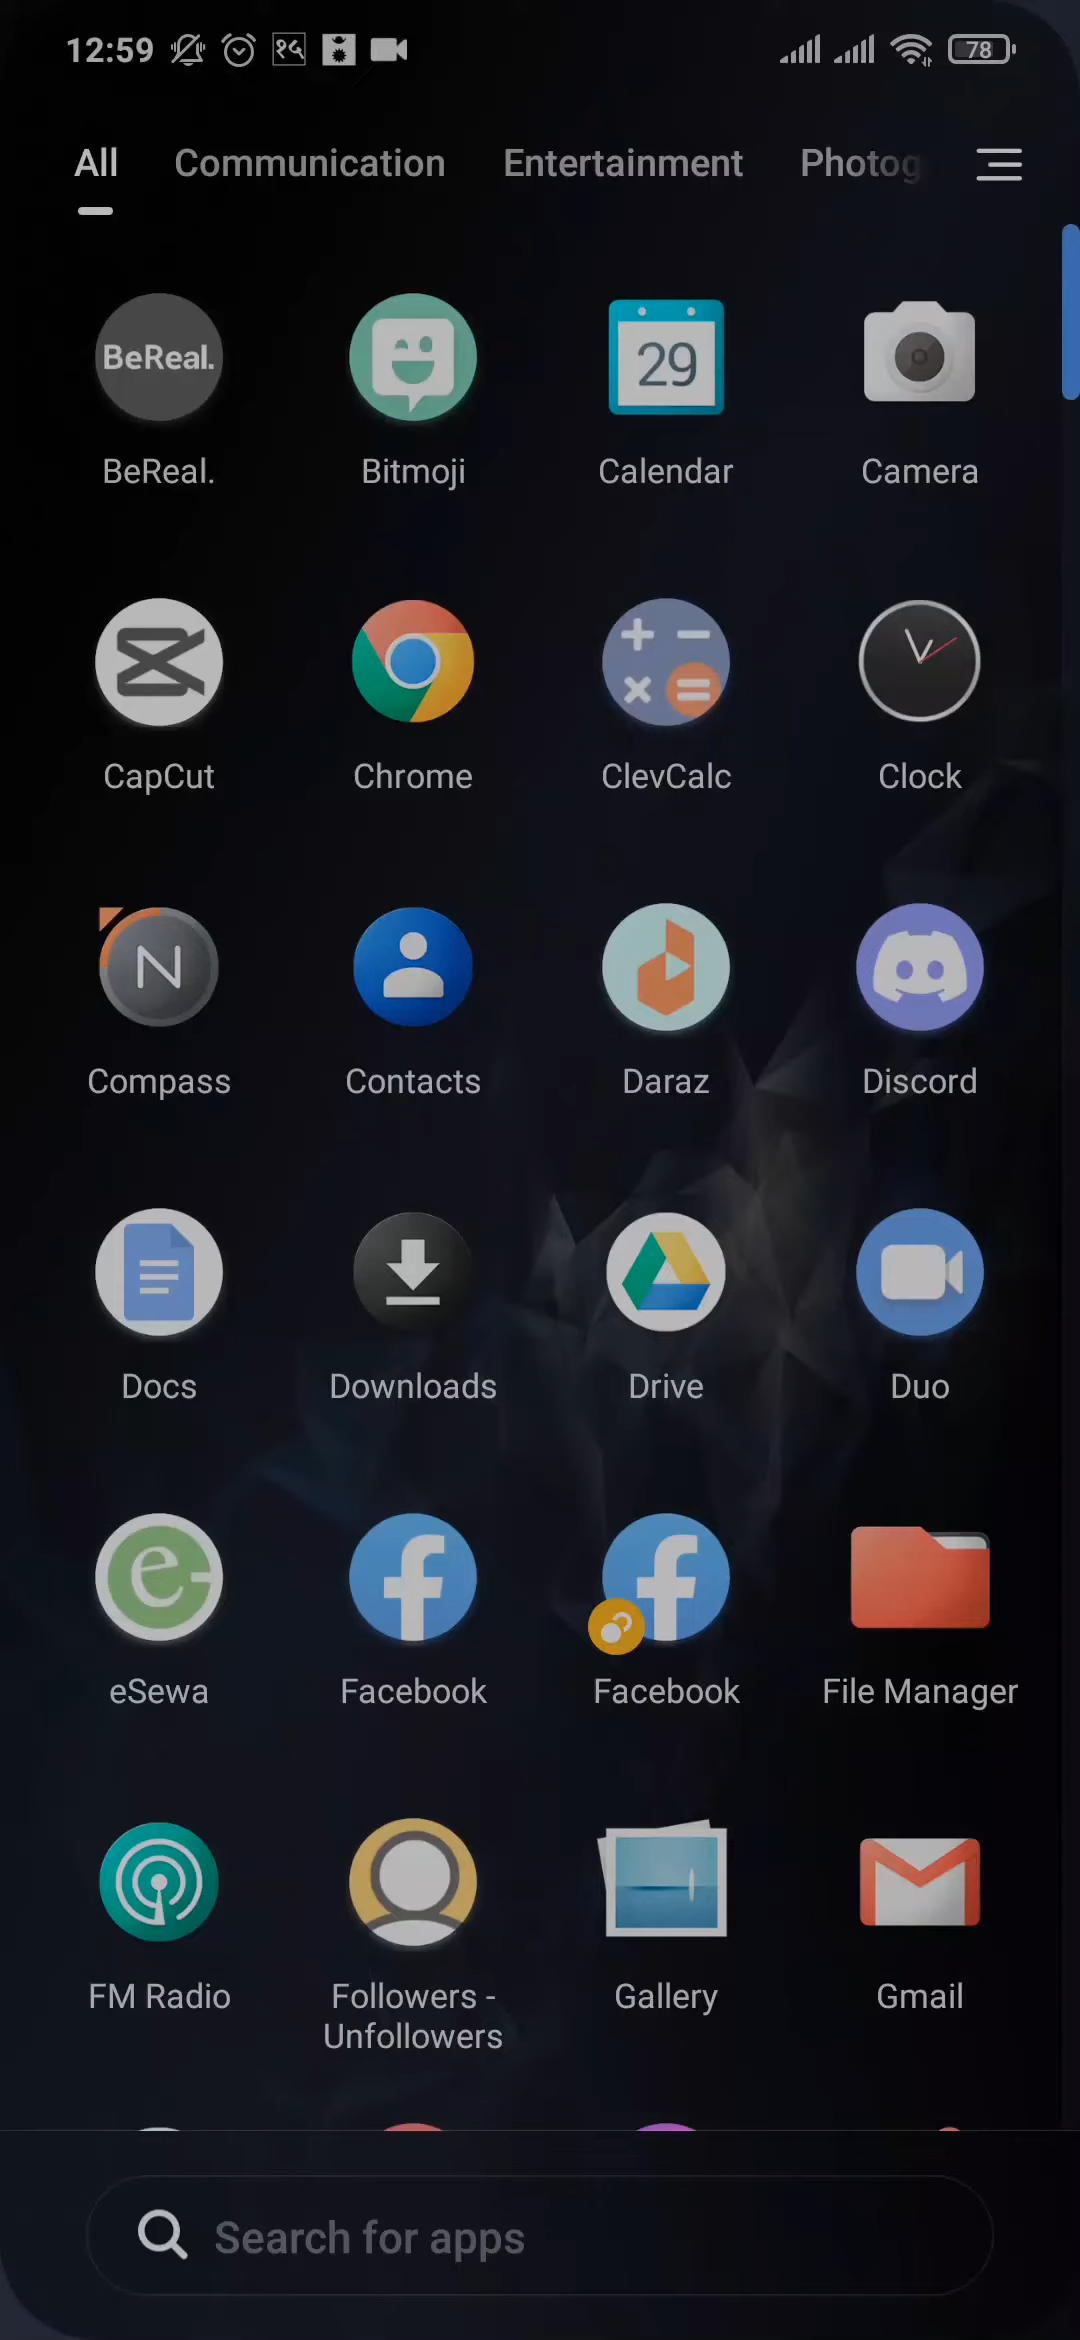 12:59 १५ 78
All Communication Entertainment Photog
BeReal. 29
BeReal. Bitmoji Calendar Camera
CapCut Chrome ClevCalc Clock
N
Compass Contacts Daraz Discord
Docs Downloads Drive Duo
eSewa Facebook Facebook File Manager
FM Radio Followers - Gallery Gmail
Unfollowers
Search for apps